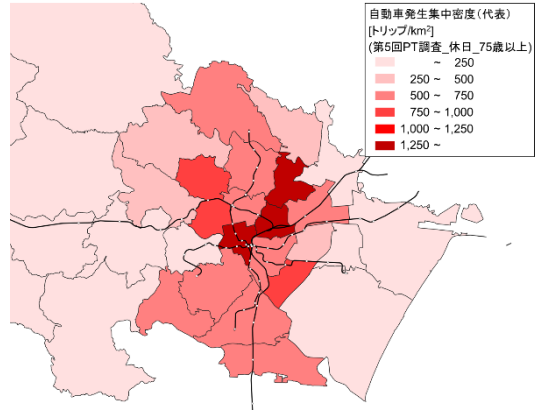 自動車発生集中密度(代表)
[トリップ/km²]
(第5回PT調査_休日_75歳以上)
~ 250
250 ~ 500
500 ~ 750
750 ~ 1,000
1,000 ~ 1,250
1,250 ~